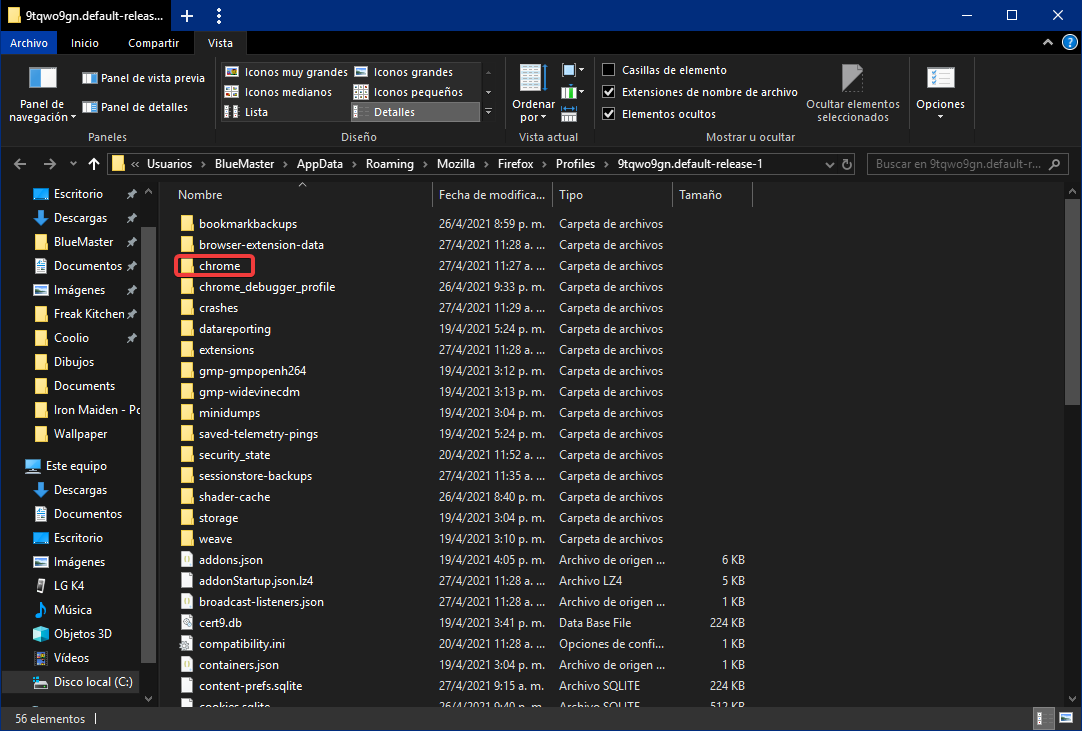 9tqwo9gn.default-releas...
Archivo Inicio Compartir Vista
Panel de navegación
Panel de vista previa
Panel de detalles
Paneles
Iconos muy grandes Iconos grandes
Iconos medianos Iconos pequeños
Lista Detalles
Diseño
Ordenar por
Vista actual
Casillas de elemento
Extensiones de nombre de archivo
Elementos ocultos
Ocultar elementos seleccionados
Mostrar u ocultar
Opciones
« Usuarios > BlueMaster > AppData > Roaming > Mozilla > Firefox > Profiles > 9tqwo9gn.default-release-1
Buscar en 9tqwo9gn.default-r...
Escritorio
Descargas
BlueMaster
Documentos
Imágenes
Freak Kitchen
Coolio
Dibujos
Documents
Iron Maiden - Po
Wallpaper
Este equipo
Descargas
Documentos
Escritorio
Imágenes
LG K4
Música
Objetos 3D
Vídeos
Disco local (C:)
Nombre Fecha de modifica... Tipo Tamaño
bookmarkbackups 26/4/2021 8:59 p. m. Carpeta de archivos
browser-extension-data 27/4/2021 11:28 a. ... Carpeta de archivos
chrome 27/4/2021 11:27 a. ... Carpeta de archivos
chrome_debugger_profile 26/4/2021 9:33 p. m. Carpeta de archivos
crashes 27/4/2021 11:29 a. ... Carpeta de archivos
datareporting 19/4/2021 5:24 p. m. Carpeta de archivos
extensions 27/4/2021 11:28 a. ... Carpeta de archivos
gmp-gmpopenh264 19/4/2021 3:12 p. m. Carpeta de archivos
gmp-widevinecdm 19/4/2021 3:13 p. m. Carpeta de archivos
minidumps 19/4/2021 3:04 p. m. Carpeta de archivos
saved-telemetry-pings 19/4/2021 5:24 p. m. Carpeta de archivos
security_state 20/4/2021 11:52 a. ... Carpeta de archivos
sessionstore-backups 27/4/2021 11:35 a. ... Carpeta de archivos
shader-cache 26/4/2021 8:40 p. m. Carpeta de archivos
storage 19/4/2021 3:04 p. m. Carpeta de archivos
weave 19/4/2021 3:10 p. m. Carpeta de archivos
addons.json 19/4/2021 4:05 p. m. Archivo de origen ... 6 KB
addonStartup.json.lz4 27/4/2021 11:28 a. ... Archivo LZ4 5 KB
broadcast-listeners.json 27/4/2021 11:28 a. ... Archivo de origen ... 1 KB
cert9.db 19/4/2021 3:41 p. m. Data Base File 224 KB
compatibility.ini 20/4/2021 11:28 a. ... Opciones de confi... 1 KB
containers.json 19/4/2021 3:04 p. m. Archivo de origen ... 1 KB
content-prefs.sqlite 27/4/2021 9:15 a. m. Archivo SQLITE 224 KB
cookies.sqlite 26/4/2021 9:40 p. m. Archivo SQLITE 512 KB
56 elementos